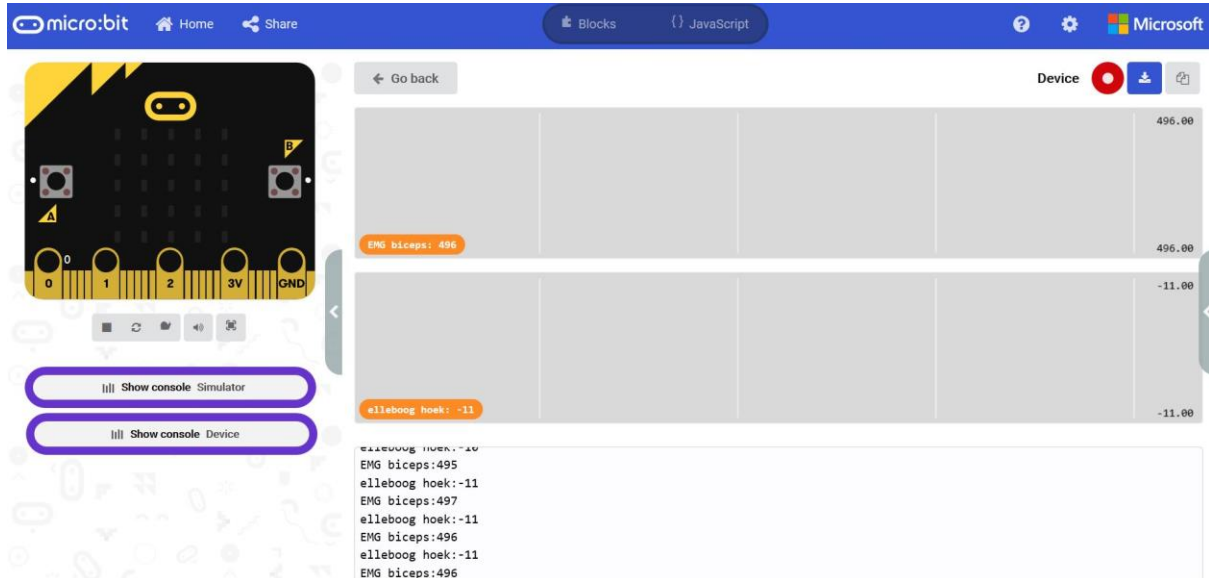 micro:bit
Home
Share
Blocks
{ } JavaScript
?
Microsoft
Go back
Device
496.00
EMG biceps: 496
496.00
-11.00
elleboog hoek: -11
-11.00
A
B
0
0
1
2
3V
GND
Show console Simulator
Show console Device
elleboog hoek:-10
EMG biceps:495
elleboog hoek:-11
EMG biceps:497
elleboog hoek:-11
EMG biceps:496
elleboog hoek:-11
EMG biceps:496